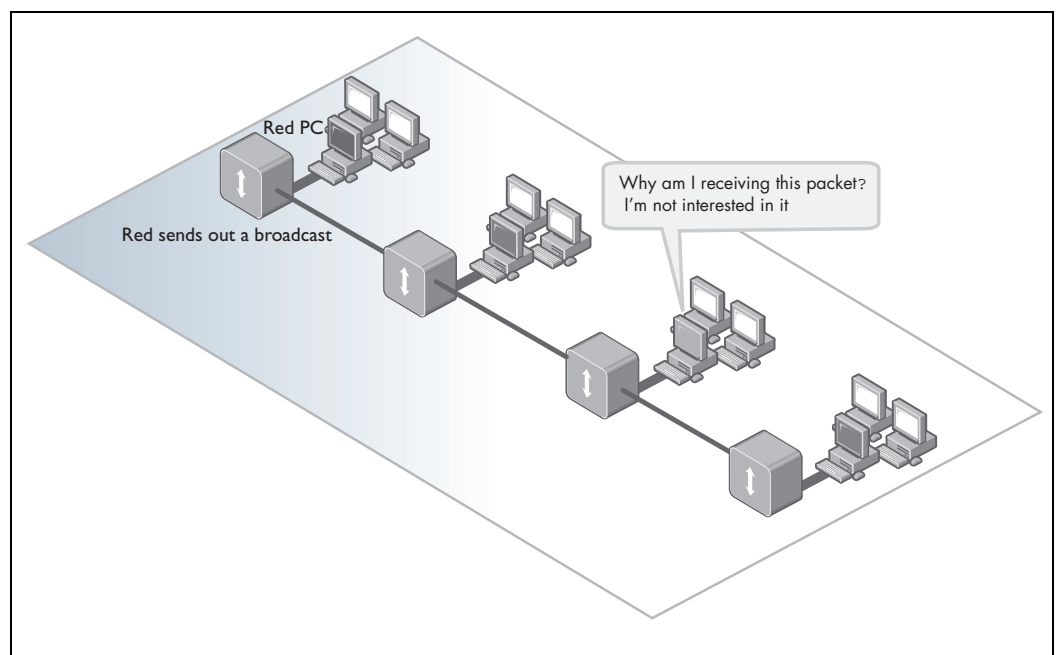 Red PC
Why am I receiving this packet?
I'm not interested in it
Red sends out a broadcast